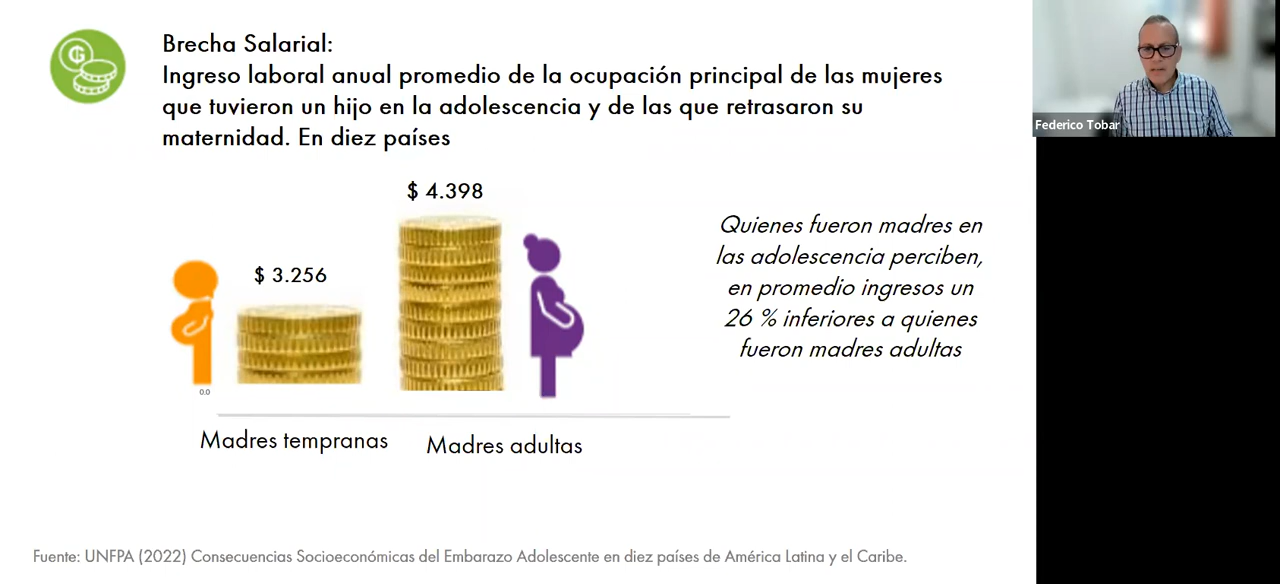 Brecha Salarial:
Ingreso laboral anual promedio de la ocupación principal de las mujeres
que tuvieron un hijo en la adolescencia y de las que retrasaron su
maternidad. En diez países
$ 4.398
$ 3.256
Quienes fueron madres en
las adolescencia perciben,
en promedio ingresos un
26 % inferiores a quienes
fueron madres adultas
0.0
Madres tempranas
Madres adultas
Fuente: UNFPA (2022) Consecuencias Socioeconómicas del Embarazo Adolescente en diez países de América Latina y el Caribe.
Federico Tobar
G